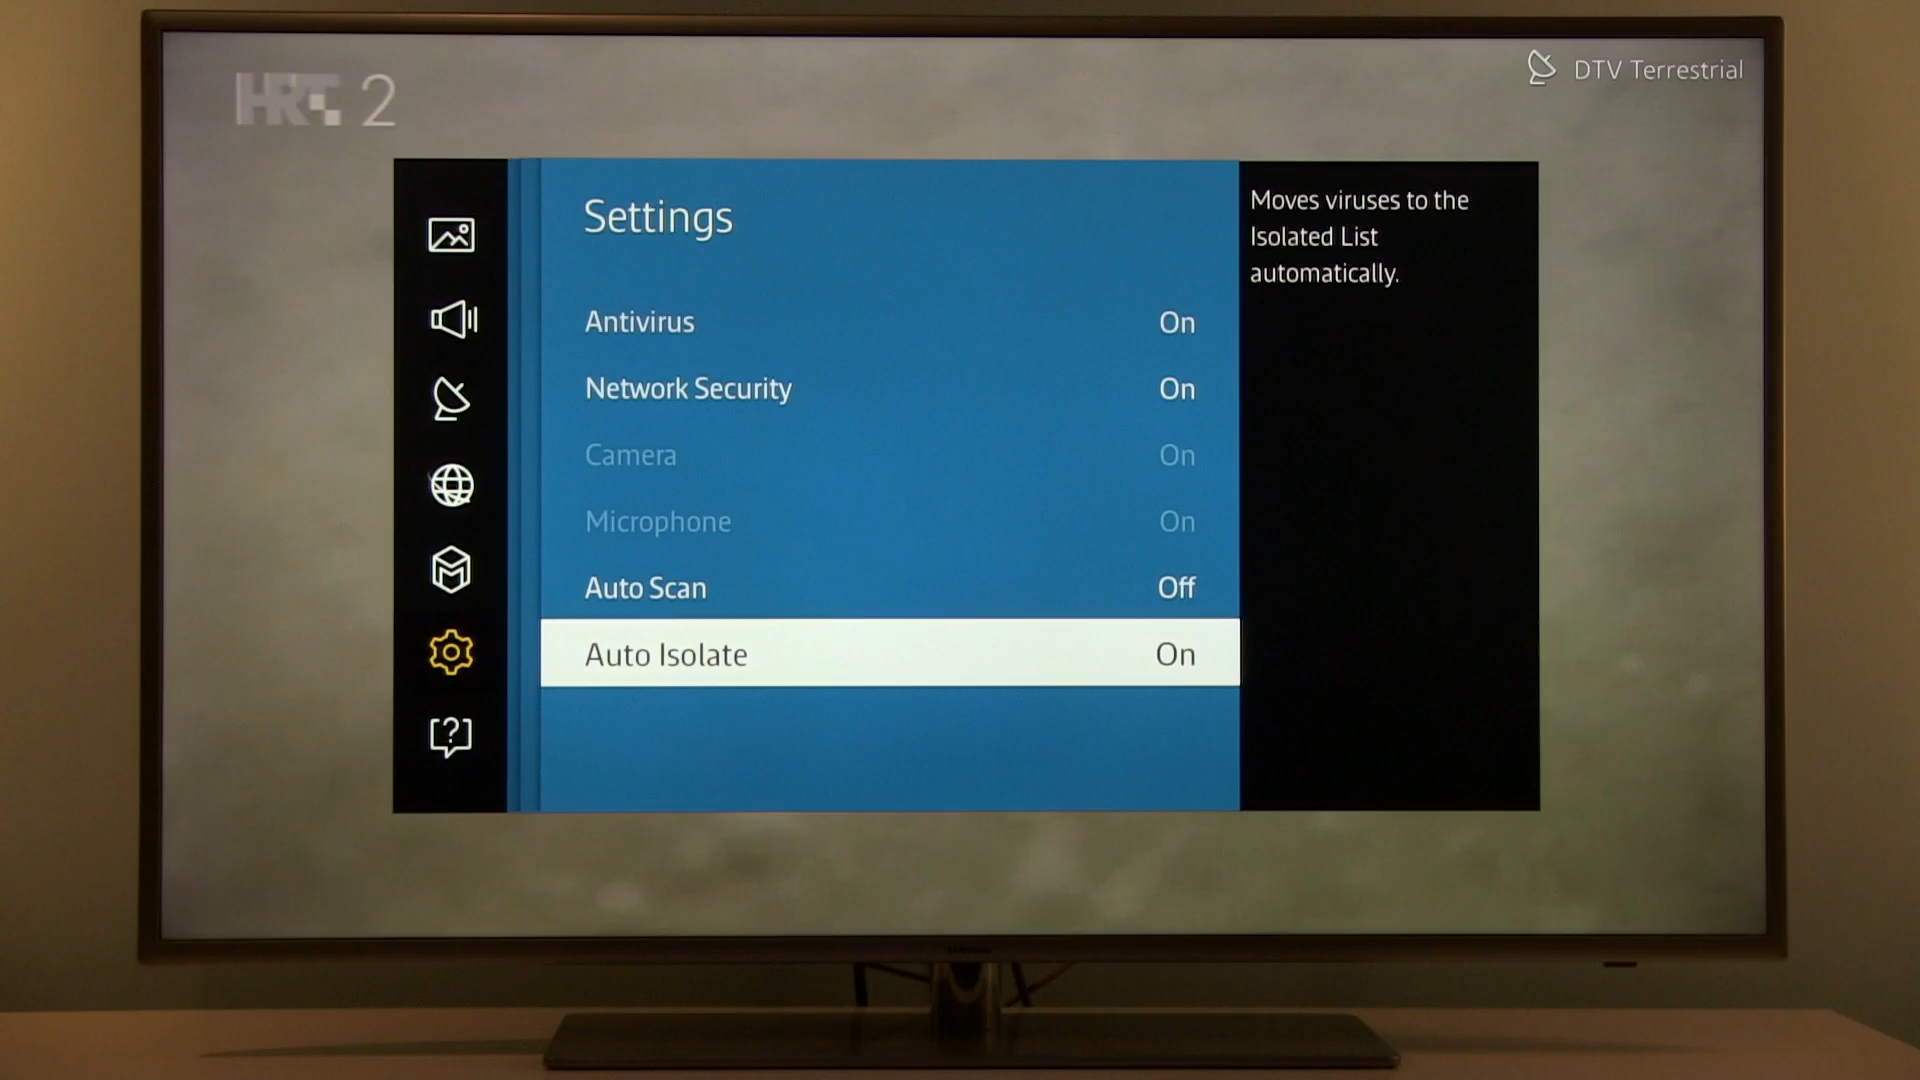 HRT 2
DTV Terrestrial
Settings
Antivirus On
Network Security On
Camera On
Microphone On
Auto Scan Off
Auto Isolate On
Moves viruses to the
Isolated List
automatically.